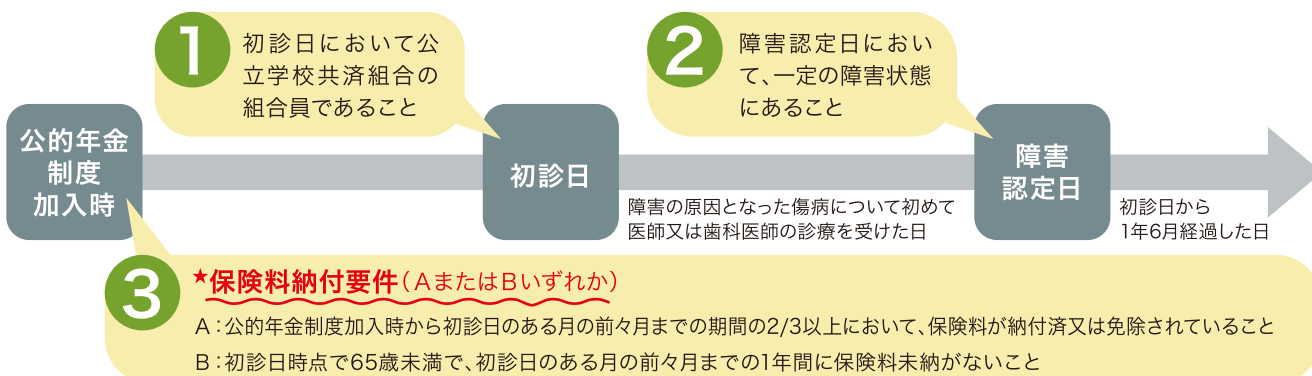 1
初診日において公
立学校共済組合の
組合員であること
2
障害認定日におい
て、一定の障害状態
にあること
公的年金
制度
加入時
初診日
障害の原因となった傷病について初めて
医師又は歯科医師の診療を受けた日
障害
認定日
初診日から
1年6月経過した日
3
★保険料納付要件（AまたはBいずれか）
A：公的年金制度加入時から初診日のある月の前々月までの期間の2/3以上において、保険料が納付済又は免除されていること
B：初診日時点で65歳未満で、初診日のある月の前々月までの1年間に保険料未納がないこと